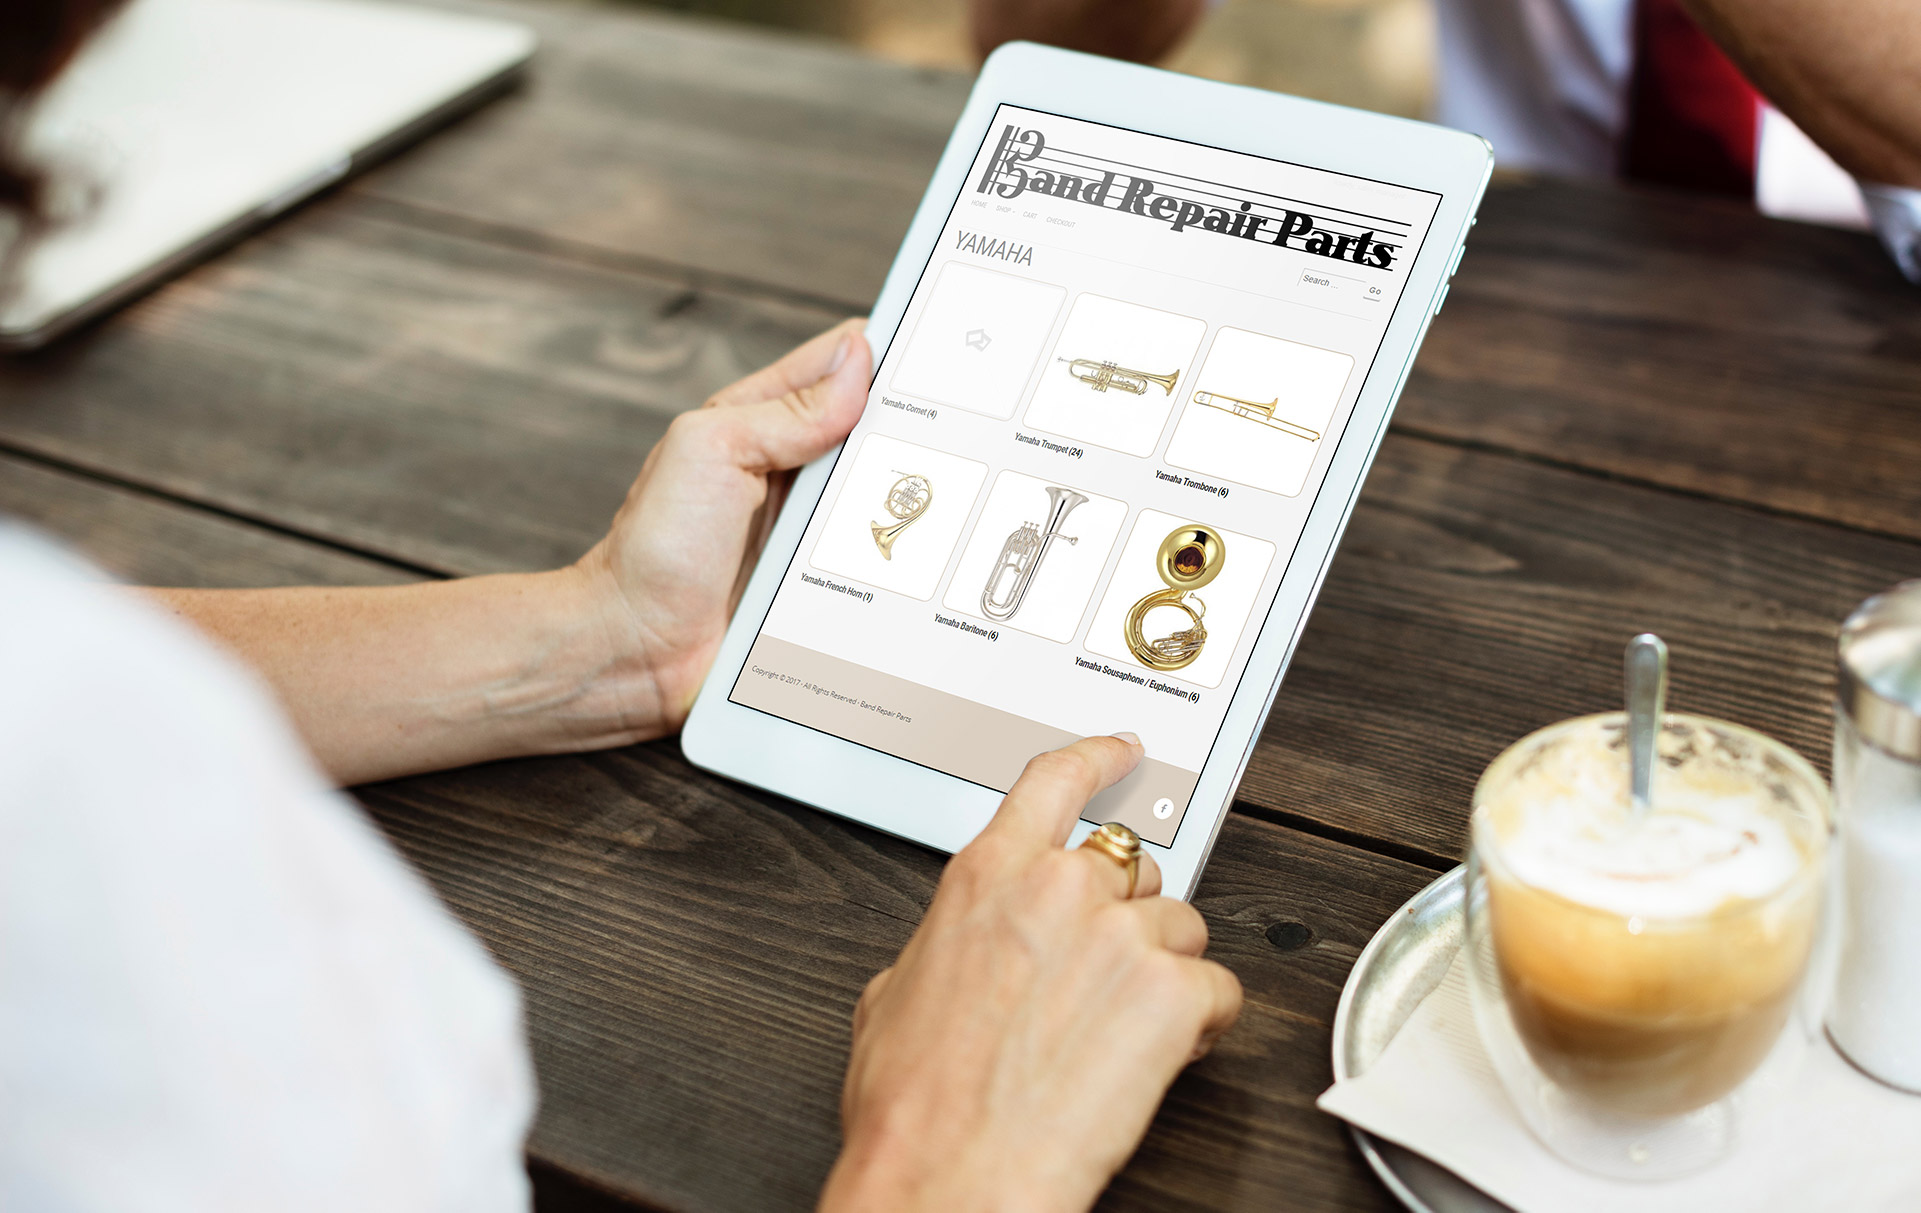 Band Repair Parts
HOME SHOP CART CHECKOUT
YAMAHA
Search ... Go
Yamaha Cornet (4)
Yamaha Trumpet (24)
Yamaha Trombone (6)
Yamaha French Horn (1)
Yamaha Baritone (6)
Yamaha Sousaphone / Euphonium (6)
Copyright © 2017 - All Rights Reserved - Band Repair Parts
f